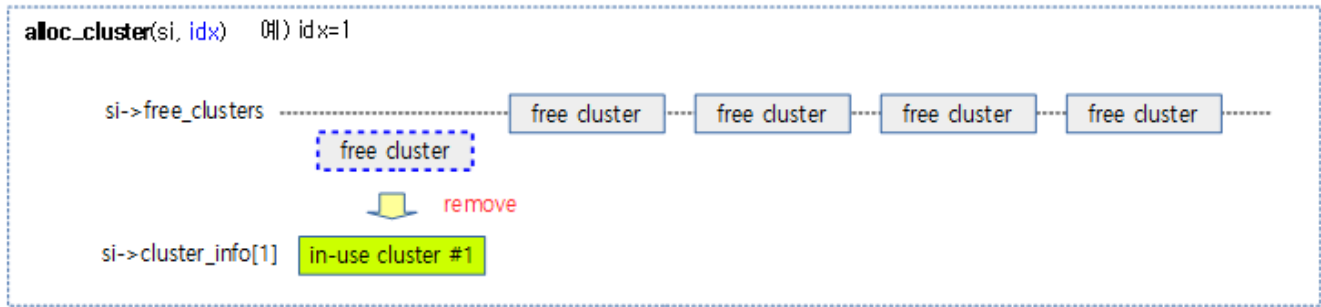 alloc_cluster(si, idx) 예) idx=1
si->free_clusters free cluster free cluster free cluster free cluster
free cluster
remove
si->cluster_info[1] in-use cluster #1